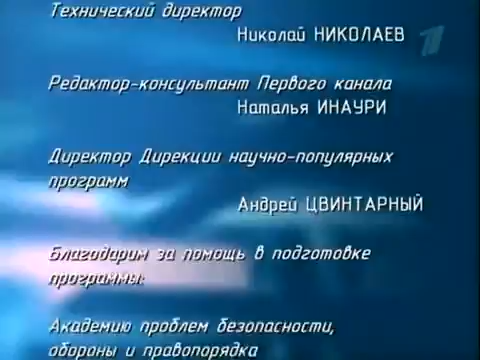 Технический директор
Николай НИКОЛАЕВ
Редактор-консультант Первого канала
Наталья ИНАУРИ
Директор Дирекции научно-популярных
программ
Андрей ЦВИНТАРНЫЙ
Благодарим за помощь в подготовке
программы:
Академию проблем безопасности,
обороны и правопорядка